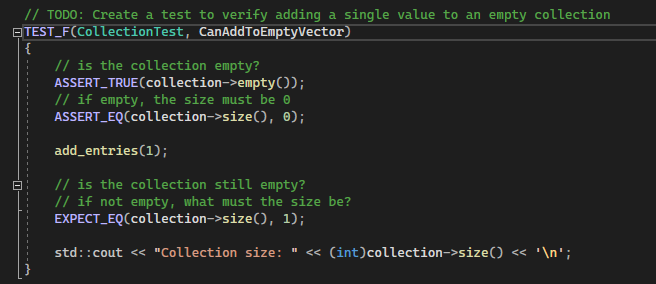 // TODO: Create a test to verify adding a single value to an empty collection
TEST_F(CollectionTest, CanAddToEmptyVector)
{
    // is the collection empty?
    ASSERT_TRUE(collection->empty());
    // if empty, the size must be 0
    ASSERT_EQ(collection->size(), 0);

    add_entries(1);

    // is the collection still empty?
    // if not empty, what must the size be?
    EXPECT_EQ(collection->size(), 1);

    std::cout << "Collection size: " << (int)collection->size() << '\n';
}